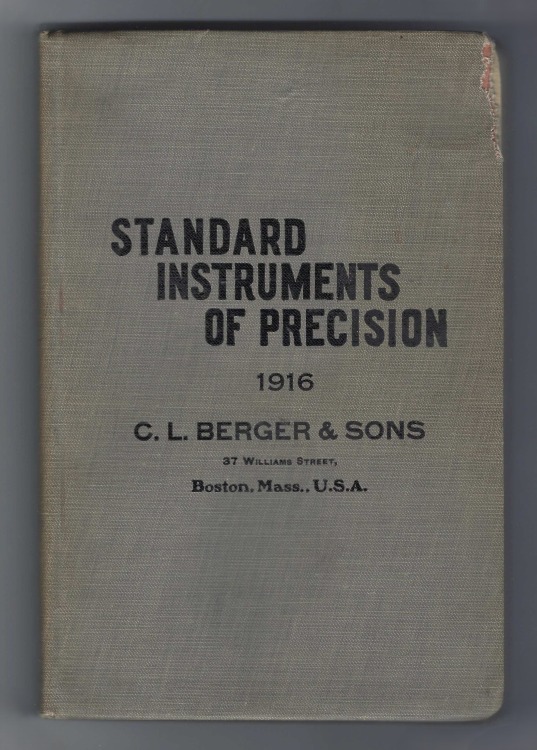 STANDARD
INSTRUMENTS
OF PRECISION
1916
C. L. BERGER & SONS
37 WILLIAMS STREET,
Boston, Mass., U.S.A.